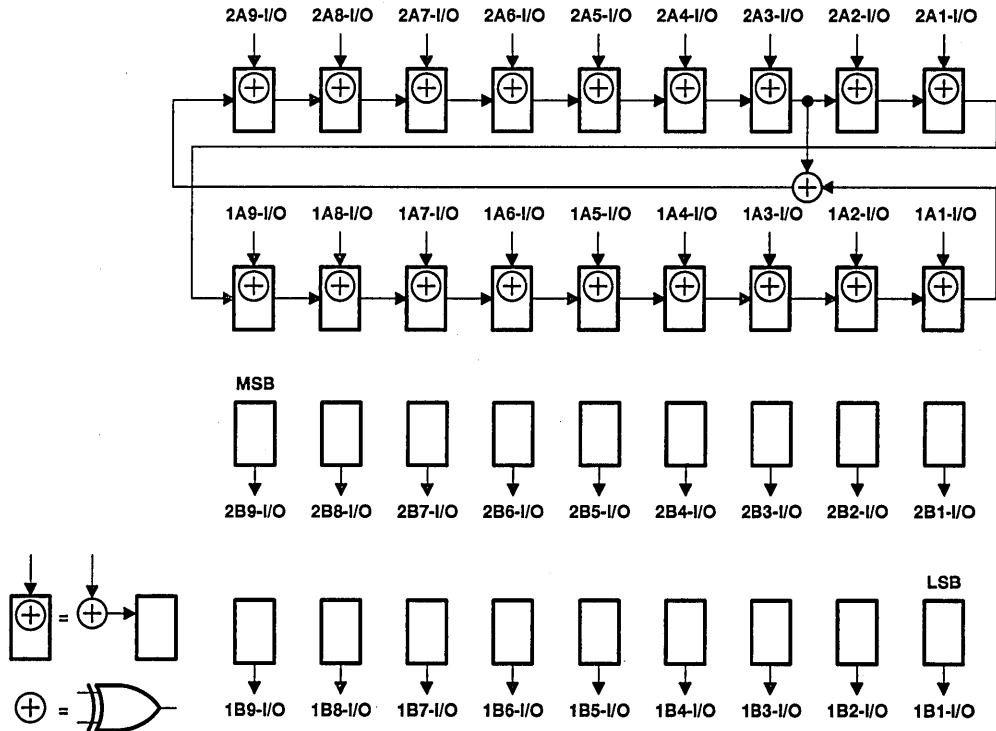 2A9-I/O 2A8-I/O 2A7-I/O 2A6-I/O 2A5-I/O 2A4-I/O 2A3-I/O 2A2-I/O 2A1-I/O
1A9-I/O 1A8-I/O 1A7-I/O 1A6-I/O 1A5-I/O 1A4-I/O 1A3-I/O 1A2-I/O 1A1-I/O
MSB
2B9-I/O 2B8-I/O 2B7-I/O 2B6-I/O 2B5-I/O 2B4-I/O 2B3-I/O 2B2-I/O 2B1-I/O
LSB
=
=
1B9-I/O 1B8-I/O 1B7-I/O 1B6-I/O 1B5-I/O 1B4-I/O 1B3-I/O 1B2-I/O 1B1-I/O